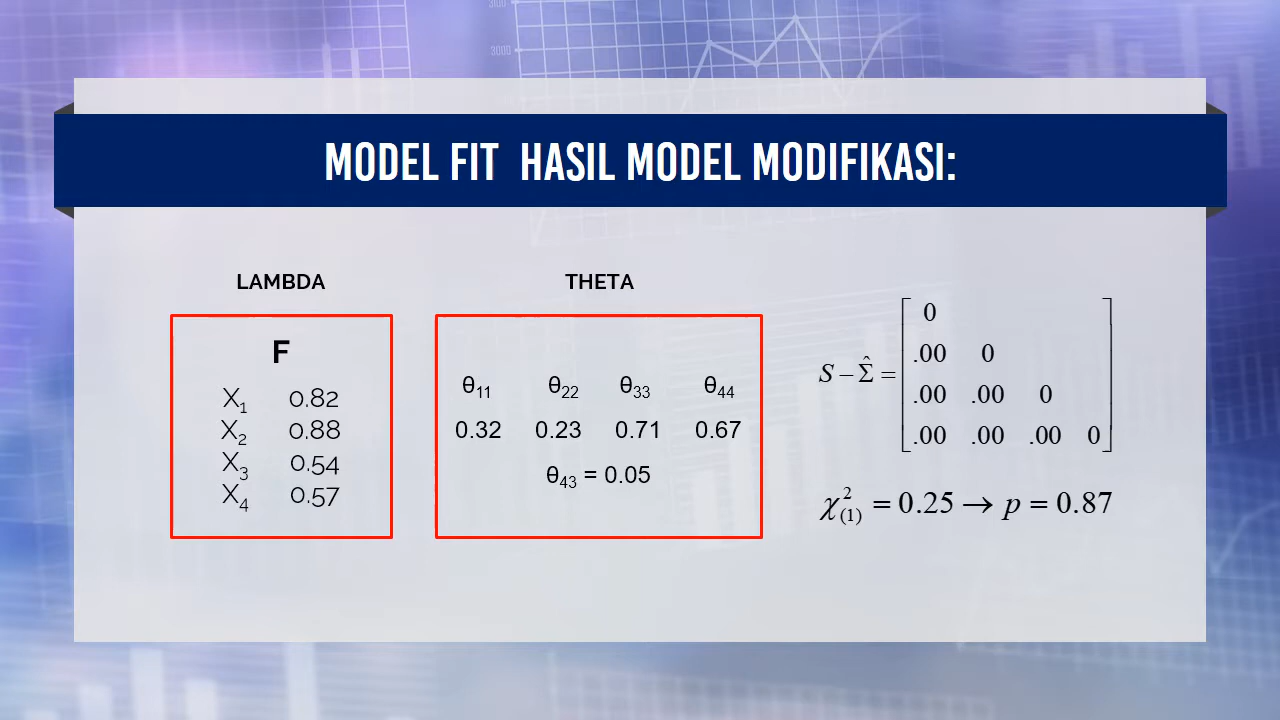 3000
MODEL FIT HASIL MODEL MODIFIKASI:
LAMBDA
F
X₁ 0.82
X₂ 0.88
X₃ 0.54
X₄ 0.57
THETA
θ₁₁ θ₂₂ θ₃₃ θ₄₄
0.32 0.23 0.71 0.67
θ₄₃ = 0.05
S − Σ̂ =
0
.00 0
.00 .00 0
.00 .00 .00 0
χ²₍₁₎ = 0.25 → p = 0.87